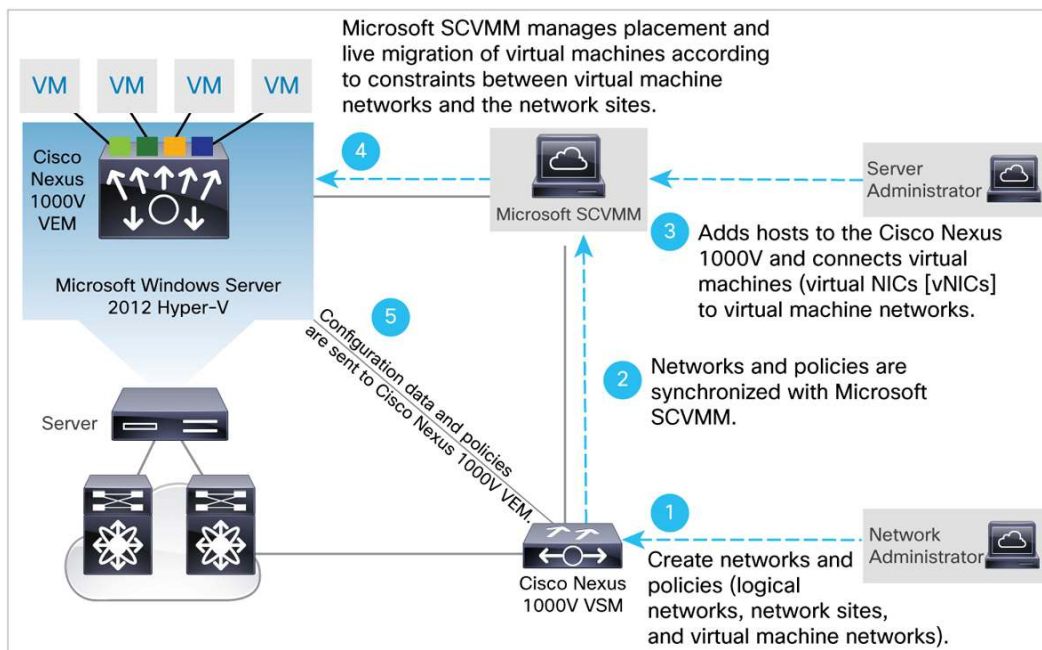 Microsoft SCVMM manages placement and
live migration of virtual machines according
to constraints between virtual machine
networks and the network sites.
VM
VM
VM
VM
Cisco
Nexus
1000V
VEM
4
Microsoft SCVMM
Server
Administrator
3
Adds hosts to the Cisco Nexus
1000V and connects virtual
machines (virtual NICs [vNICs]
to virtual machine networks.
Microsoft Windows Server
2012 Hyper-V
5
Configuration data and policies
are sent to Cisco Nexus 1000V VEM.
2
Networks and policies are
synchronized with Microsoft
SCVMM.
Server
1
Network
Administrator
Cisco Nexus
1000V VSM
Create networks and
policies (logical
networks, network sites,
and virtual machine networks).